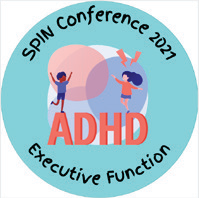 SPIN Conference 2021
ADHD
Executive Function